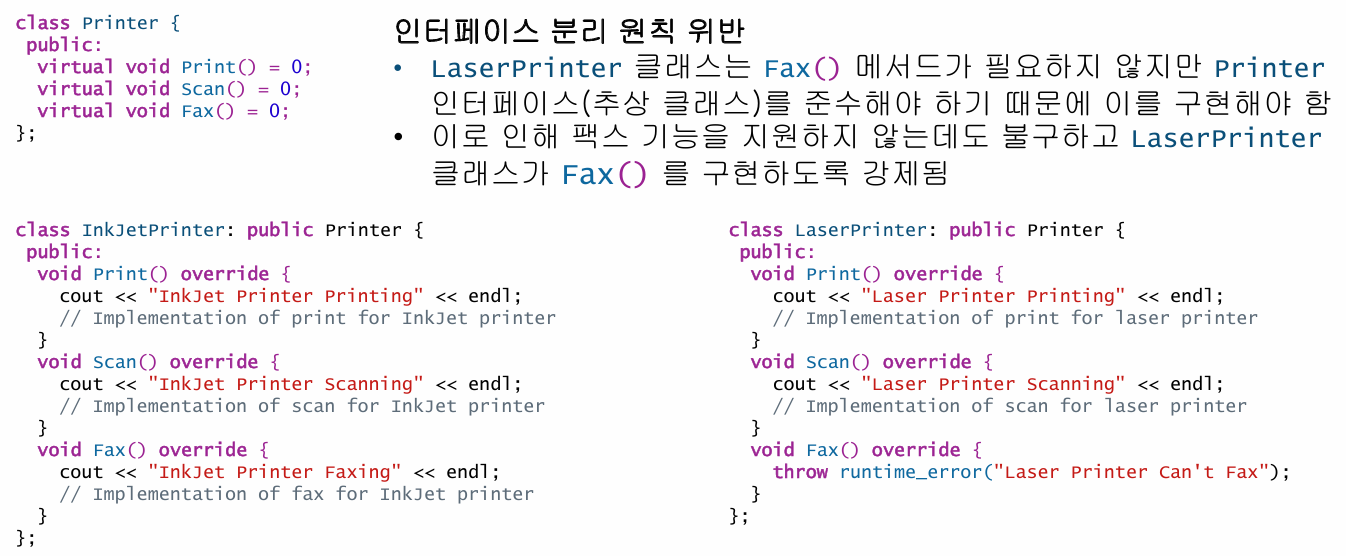 class Printer {
 public:
  virtual void Print() = 0;
  virtual void Scan() = 0;
  virtual void Fax() = 0;
};
인터페이스 분리 원칙 위반
• LaserPrinter 클래스는 Fax() 메서드가 필요하지 않지만 Printer
인터페이스(추상 클래스)를 준수해야 하기 때문에 이를 구현해야 함
• 이로 인해 팩스 기능을 지원하지 않는데도 불구하고 LaserPrinter
클래스가 Fax() 를 구현하도록 강제됨
class InkJetPrinter: public Printer {
 public:
  void Print() override {
    cout << "InkJet Printer Printing" << endl;
    // Implementation of print for InkJet printer
  }
  void Scan() override {
    cout << "InkJet Printer Scanning" << endl;
    // Implementation of scan for InkJet printer
  }
  void Fax() override {
    cout << "InkJet Printer Faxing" << endl;
    // Implementation of fax for InkJet printer
  }
};
class LaserPrinter: public Printer {
 public:
  void Print() override {
    cout << "Laser Printer Printing" << endl;
    // Implementation of print for laser printer
  }
  void Scan() override {
    cout << "Laser Printer Scanning" << endl;
    // Implementation of scan for laser printer
  }
  void Fax() override {
    throw runtime_error("Laser Printer Can't Fax");
  }
};